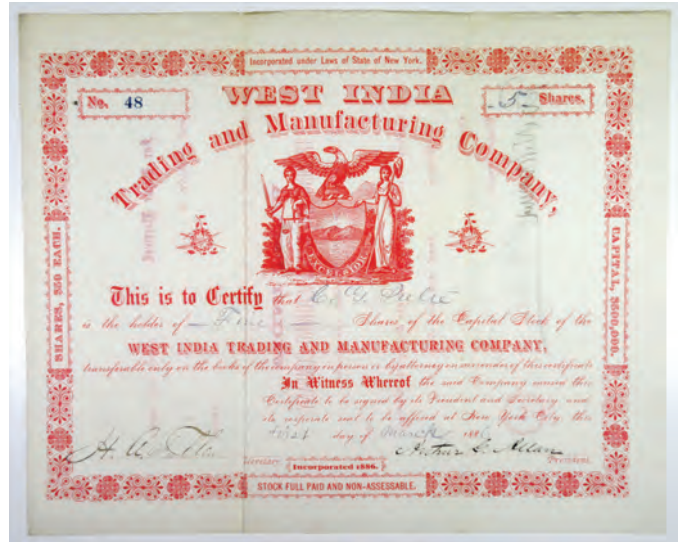 Incorporated under Laws of State of New York.
No. 48
WEST INDIA
5 Shares.
Trading and Manufacturing Company,
SHARES, $50 EACH.
CAPITAL, $600,000.
EXCELSIOR
This is to Certify that C. G.
is the holder of Five Shares of the Capital Stock of the
WEST INDIA TRADING AND MANUFACTURING COMPANY,
transferable only on the books of the company in person or by attorney on surrender of this certificate
In Witness Whereof the said Company caused this
Certificate to be signed by its President and Secretary and
its corporate seal to be affixed at New York City, this
first day of March 188
H. A.
Arthur Allan
Secretary.
President.
Incorporated 1886.
STOCK FULL PAID AND NON-ASSESSABLE.